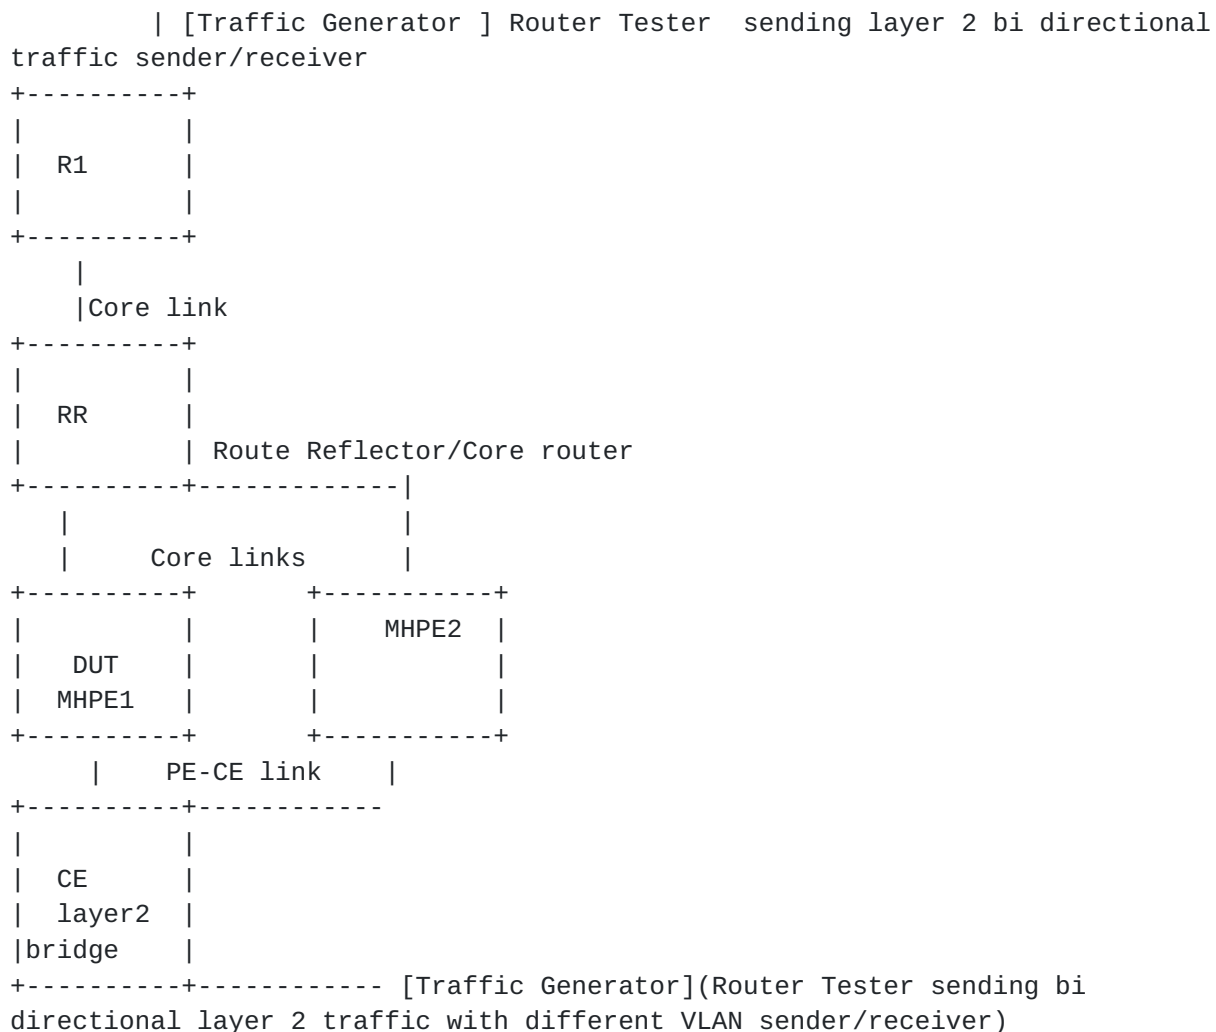 | [Traffic Generator ] Router Tester  sending layer 2 bi directional
traffic sender/receiver
+----------+
|          |
|  R1      |
|          |
+----------+
    |
    |Core link
+----------+
|          |
|  RR      |
|          | Route Reflector/Core router
+----------+-------------|
   |                     |
   |     Core links      |
+----------+       +-----------+
|          |       |    MHPE2  |
|   DUT    |       |           |
|  MHPE1   |       |           |
+----------+       +-----------+
     |    PE-CE link    |
+----------+------------
|          |
|  CE      |
|  layer2  |
|bridge    |
+----------+------------ [Traffic Generator](Router Tester sending bi
directional layer 2 traffic with different VLAN sender/receiver)